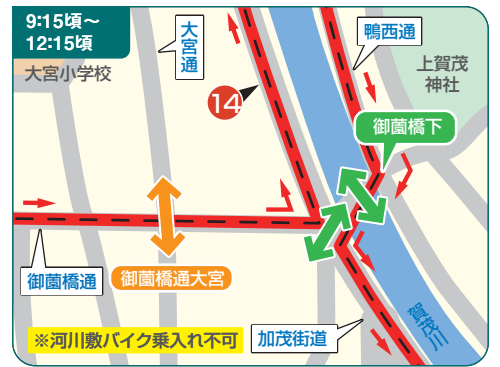 9:15頃～
12:15頃
大宮小学校
大宮通
鴨西通
上賀茂
神社
14
御薗橋下
御薗橋通
御薗橋通大宮
賀茂川
※河川敷バイク乗入れ不可
加茂街道